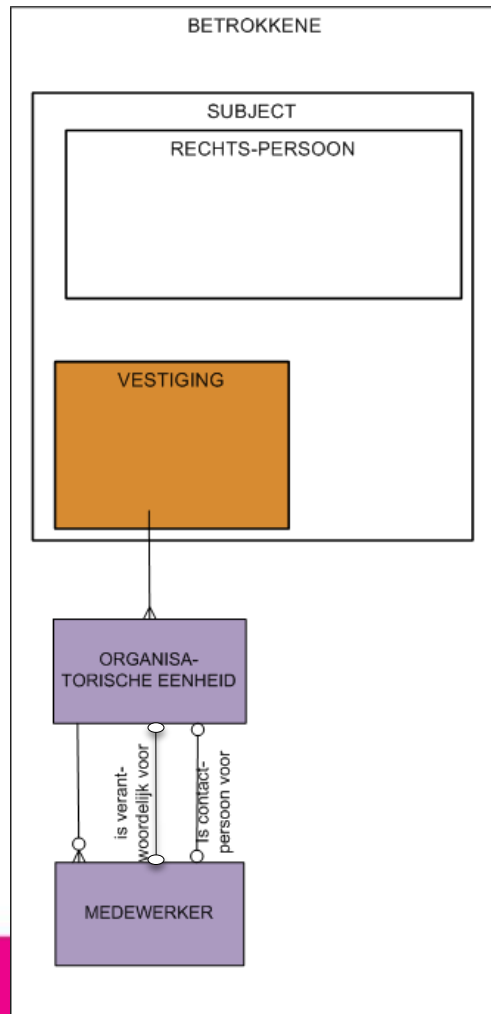 BETROKKENE
SUBJECT
RECHTS-PERSOON
VESTIGING
ORGANISA-
TORISCHE EENHEID
is verant-
woordelijk voor
Is contact-
persoon voor
MEDEWERKER